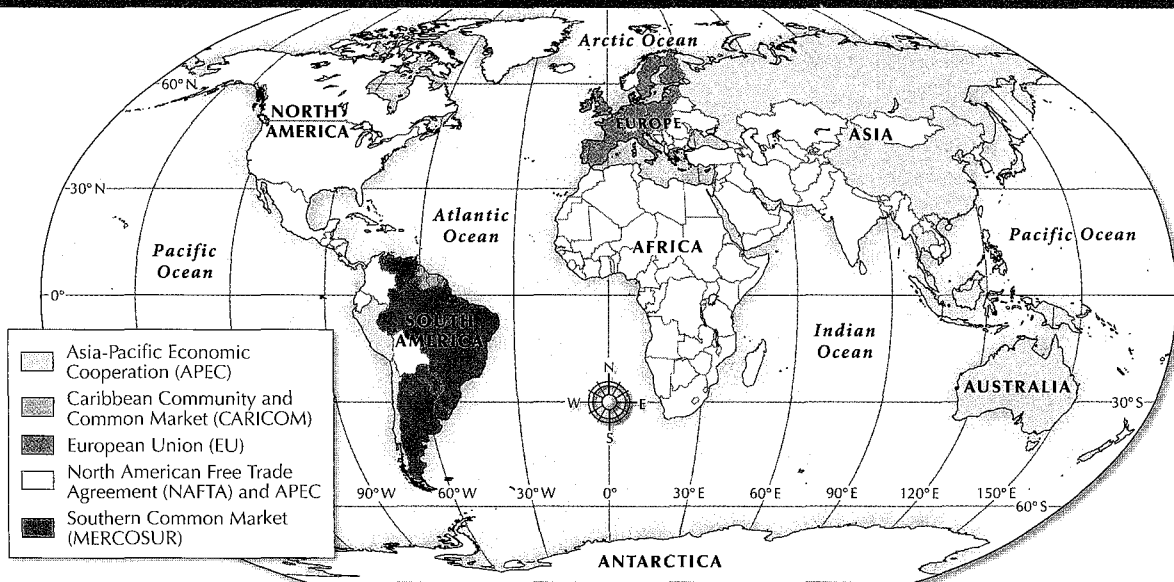 Arctic Ocean
60°N
NORTH
AMERICA
EUROPE
ASIA
30°N
Atlantic
Ocean
Pacific
Ocean
AFRICA
Pacific
Ocean
0°
SOUTH
AMERICA
Indian
Ocean
AUSTRALIA
N
W
E
S
30°S
90°W
60°W
30°W
0°
30°E
60°E
90°E
120°E
150°E
60°S
ANTARCTICA
Asia-Pacific Economic
Cooperation (APEC)
Caribbean Community and
Common Market (CARICOM)
European Union (EU)
North American Free Trade
Agreement (NAFTA) and APEC
Southern Common Market
(MERCOSUR)